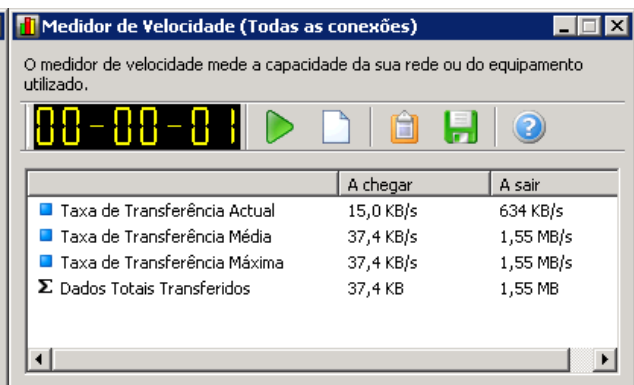 Medidor de Velocidade (Todas as conexões)
O medidor de velocidade mede a capacidade da sua rede ou do equipamento
utilizado.
00-00-01
A chegar A sair
Taxa de Transferência Actual 15,0 KB/s 634 KB/s
Taxa de Transferência Média 37,4 KB/s 1,55 MB/s
Taxa de Transferência Máxima 37,4 KB/s 1,55 MB/s
Σ Dados Totais Transferidos 37,4 KB 1,55 MB